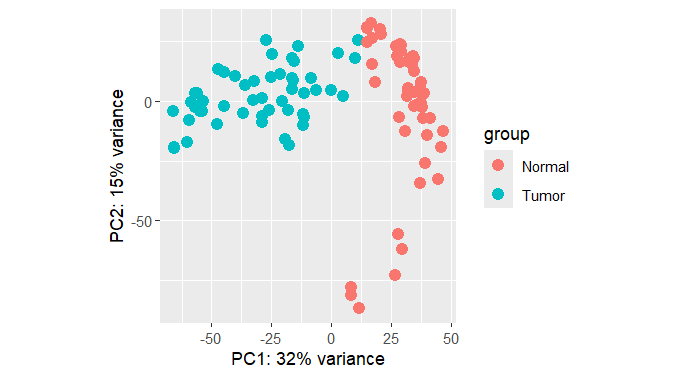 0
-50
PC2: 15% variance
-50
-25
0
25
50
PC1: 32% variance
group
Normal
Tumor